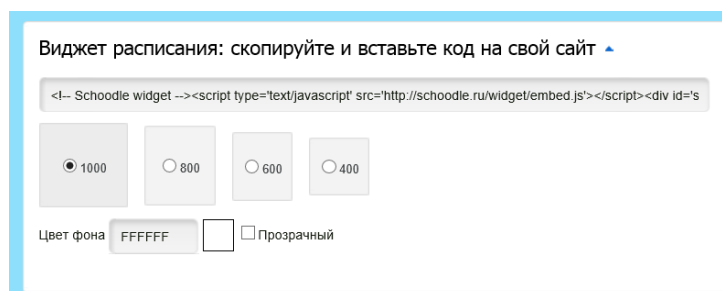 Виджет расписания: скопируйте и вставьте код на свой сайт
<!-- Schoodle widget --><script type='text/javascript' src='http://schoodle.ru/widget/embed.js'></script><div id='s
1000 800 600 400
Цвет фона FFFFFF Прозрачный